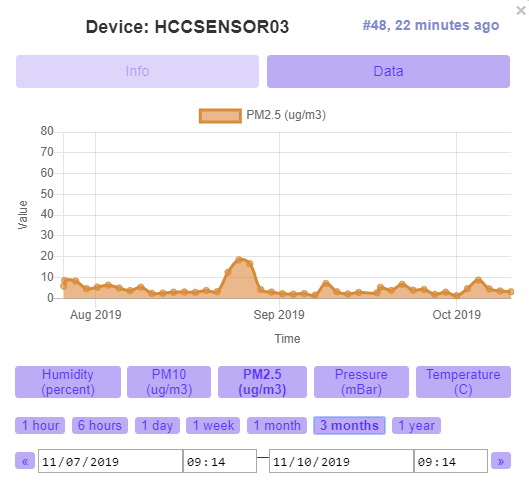 ×
Device: HCCSENSOR03
#48, 22 minutes ago
Info
Data
PM2.5 (ug/m3)
80
70
60
50
40
30
20
10
0
Value
Aug 2019
Sep 2019
Oct 2019
Time
Humidity
(percent)
PM10
(ug/m3)
PM2.5
(ug/m3)
Pressure
(mBar)
Temperature
(C)
1 hour
6 hours
1 day
1 week
1 month
3 months
1 year
«
11/07/2019
09:14
—
11/10/2019
09:14
»